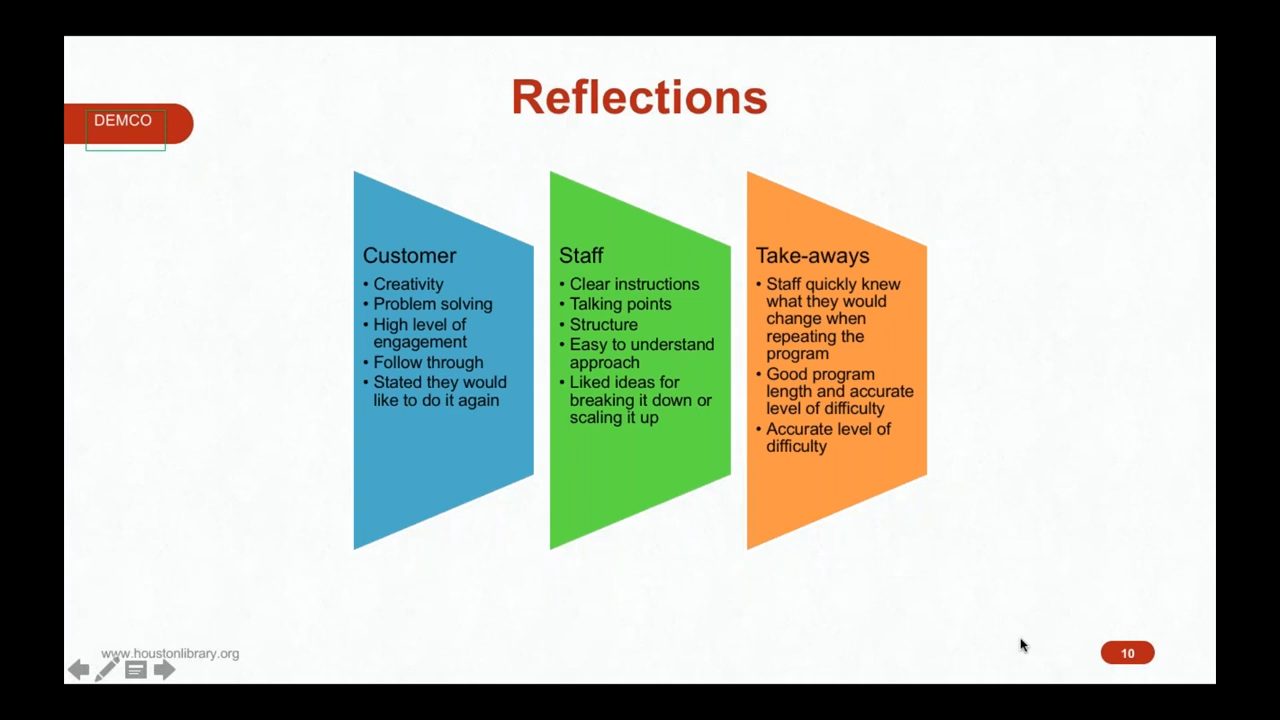 Reflections
DEMCO
Customer
• Creativity
• Problem solving
• High level of
engagement
• Follow through
• Stated they would
like to do it again
Staff
• Clear instructions
• Talking points
• Structure
• Easy to understand
approach
• Liked ideas for
breaking it down or
scaling it up
Take-aways
• Staff quickly knew
what they would
change when
repeating the
program
• Good program
length and accurate
level of difficulty
• Accurate level of
difficulty
www.houstonlibrary.org
10